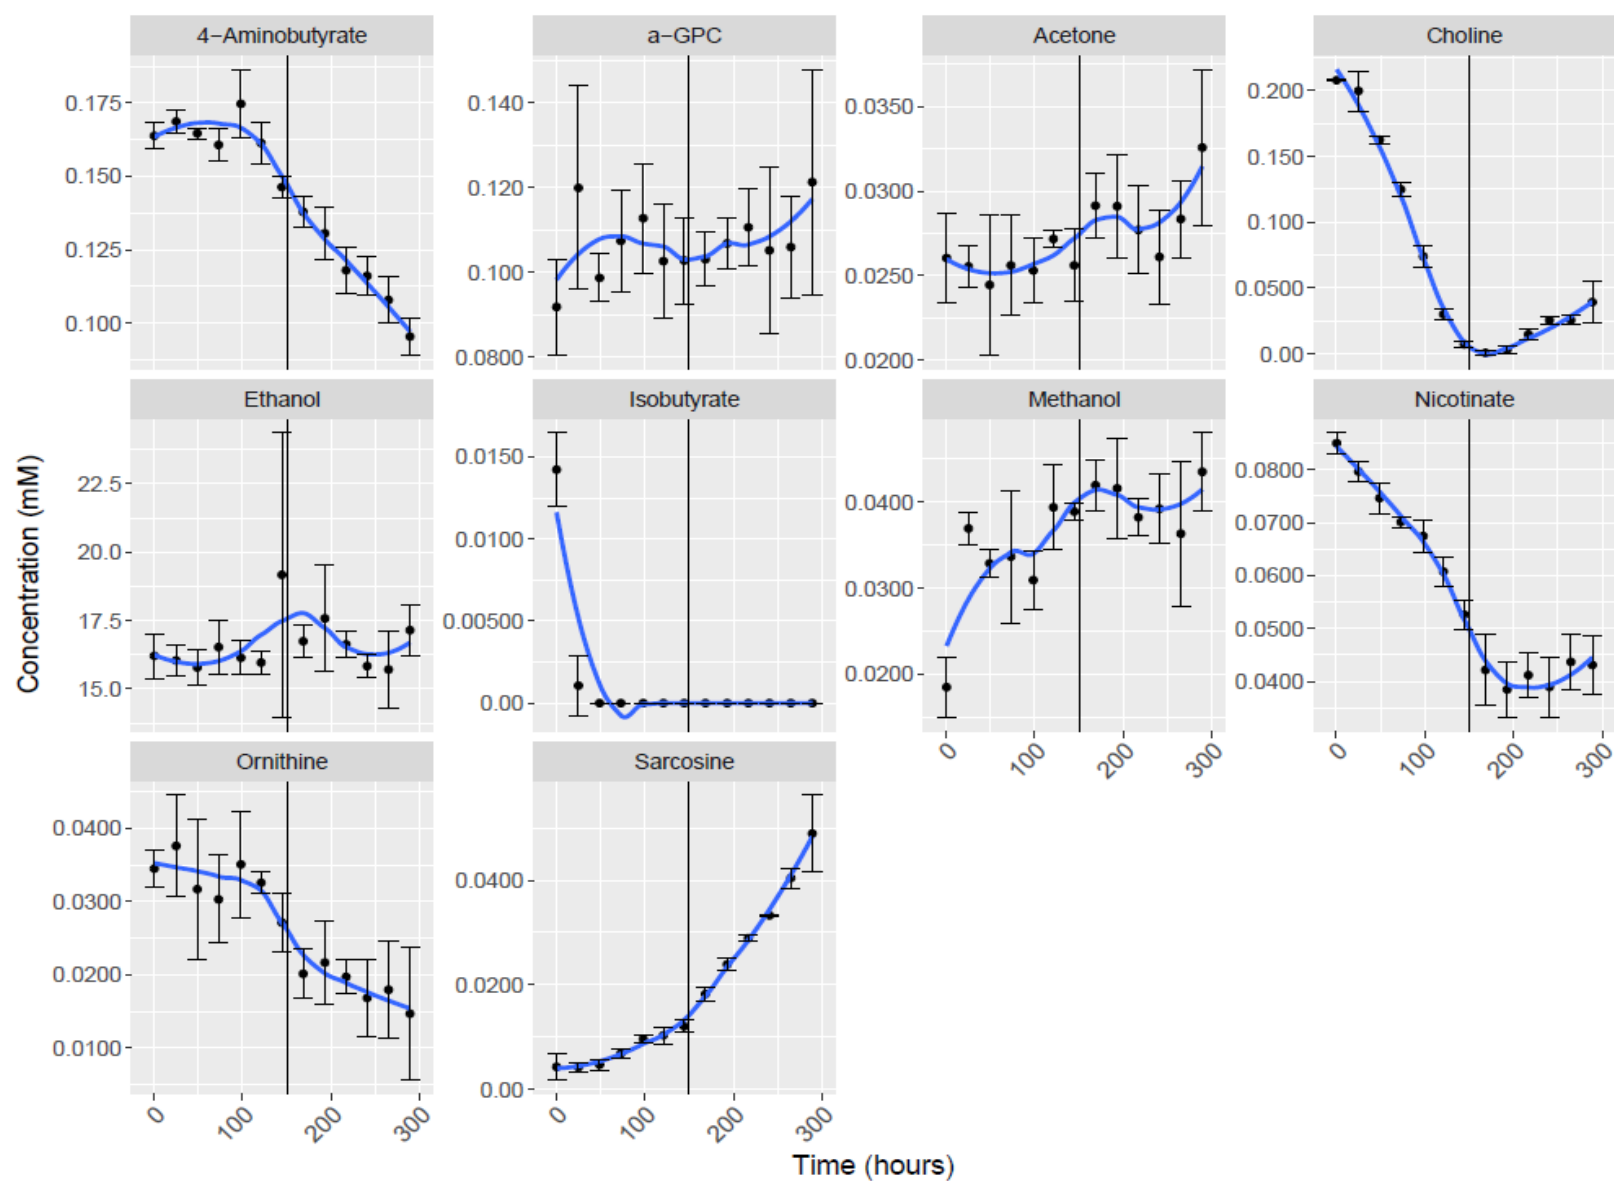 4−Aminobutyrate
a−GPC
Acetone
Choline
0.175
0.150
0.125
0.100
0.140
0.120
0.100
0.0800
0.0350
0.0300
0.0250
0.0200
0.200
0.150
0.100
0.0500
0.00
Ethanol
Isobutyrate
Methanol
Nicotinate
Concentration (mM)
22.5
20.0
17.5
15.0
0.0150
0.0100
0.00500
0.00
0.0400
0.0300
0.0200
0 100 200 300
0.0800
0.0700
0.0600
0.0500
0.0400
0 100 200 300
Ornithine
Sarcosine
0.0400
0.0300
0.0200
0.0100
0 100 200 300
0.0400
0.0200
0.00
0 100 200 300
Time (hours)